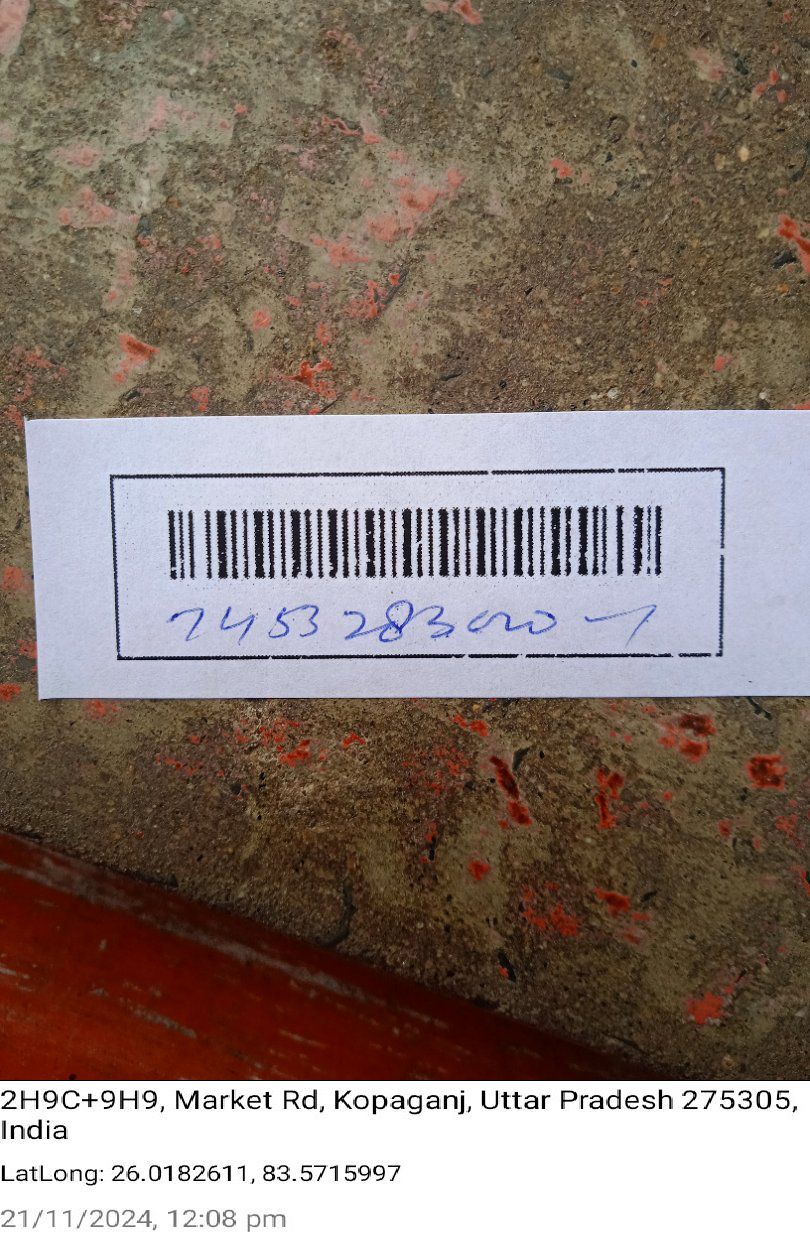 7453283000-1
2H9C+9H9, Market Rd, Kopaganj, Uttar Pradesh 275305,
India
LatLong: 26.0182611, 83.5715997
21/11/2024, 12:08 pm